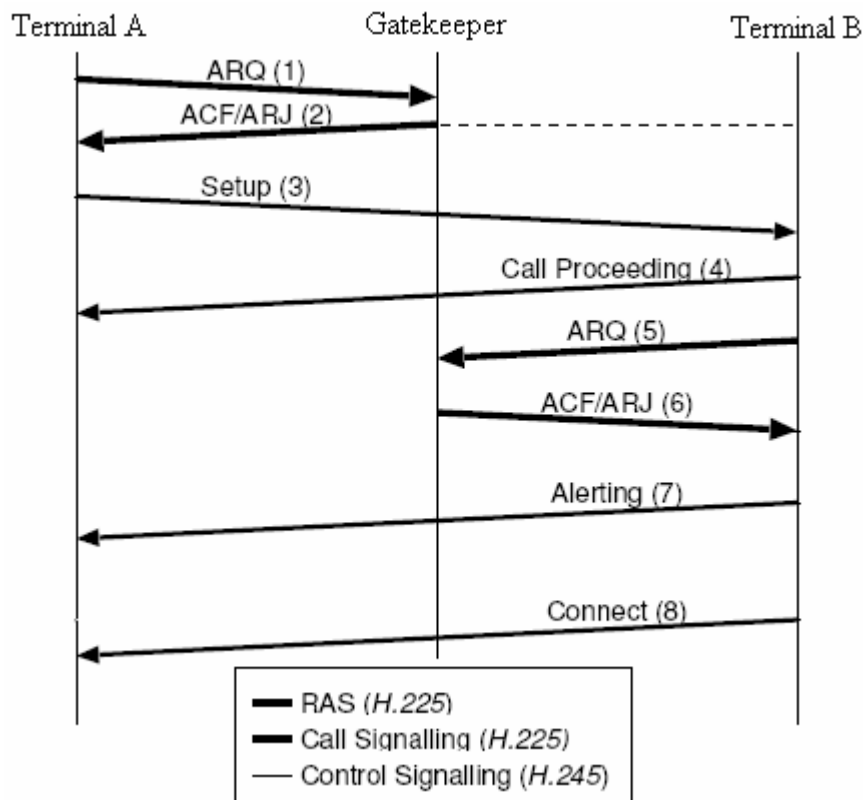 Terminal A
Gatekeeper
Terminal B
ARQ (1)
ACF/ARJ (2)
Setup (3)
Call Proceeding (4)
ARQ (5)
ACF/ARJ (6)
Alerting (7)
Connect (8)
RAS (H.225)
Call Signalling (H.225)
Control Signalling (H.245)